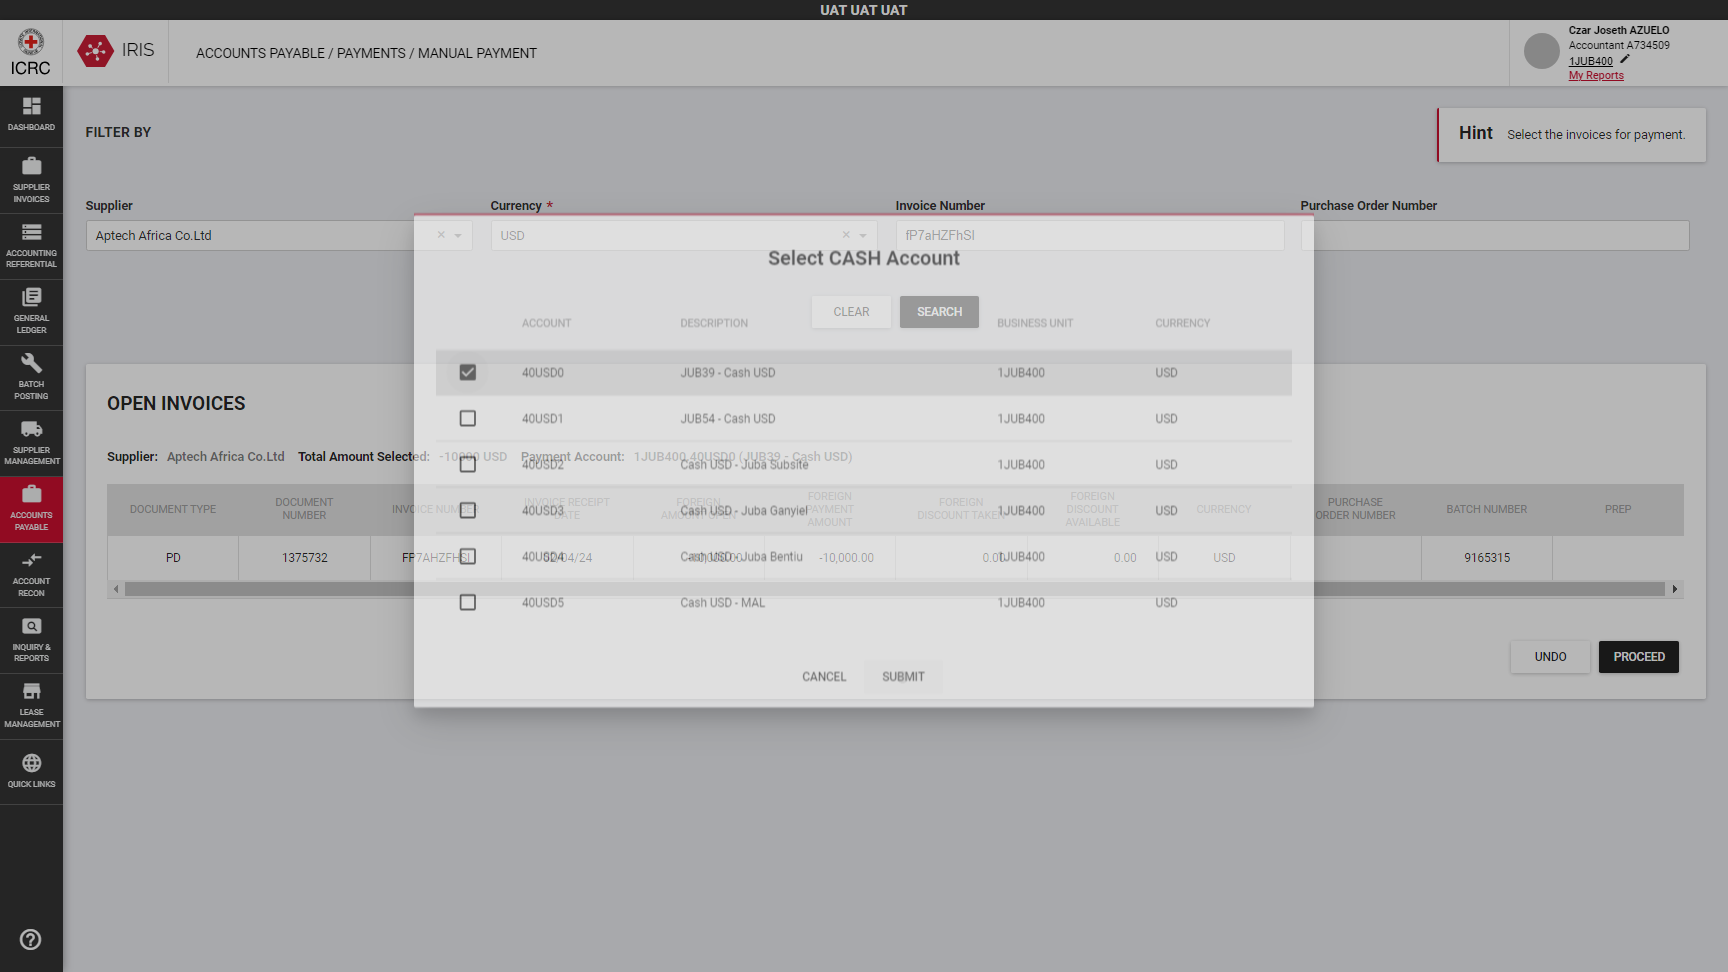 UAT UAT UAT
ICRC
IRIS
ACCOUNTS PAYABLE / PAYMENTS / MANUAL PAYMENT
Czar Joseth AZUELO
Accountant A734509
1JUB400
My Reports
DASHBOARD
SUPPLIER
INVOICES
ACCOUNTING
REFERENTIAL
GENERAL
LEDGER
BATCH
POSTING
SUPPLIER
MANAGEMENT
ACCOUNTS
PAYABLE
ACCOUNT
RECON
INQUIRY &
REPORTS
LEASE
MANAGEMENT
QUICK LINKS
FILTER BY
Hint Select the invoices for payment.
Supplier Currency * Invoice Number Purchase Order Number
Aptech Africa Co.Ltd USD fP7aHZFhSI
CLEAR SEARCH
Select CASH Account
ACCOUNT DESCRIPTION BUSINESS UNIT CURRENCY
40USD0 JUB39 - Cash USD 1JUB400 USD
40USD1 JUB54 - Cash USD 1JUB400 USD
40USD2 Cash USD - Juba Subsite 1JUB400 USD
40USD3 Cash USD - Juba Ganyiel 1JUB400 USD
40USD4 Cash USD - Juba Bentiu 1JUB400 USD
40USD5 Cash USD - MAL 1JUB400 USD
CANCEL SUBMIT
OPEN INVOICES
Supplier: Aptech Africa Co.Ltd Total Amount Selected: -10000 USD Payment Account: 1JUB400.40USD0 (JUB39 - Cash USD)
DOCUMENT TYPE
DOCUMENT
NUMBER
INVOICE NUMBER
INVOICE RECEIPT
DATE
FOREIGN
AMOUNT OPEN
FOREIGN
PAYMENT
AMOUNT
FOREIGN
DISCOUNT TAKEN
FOREIGN
DISCOUNT
AVAILABLE
CURRENCY
PURCHASE
ORDER NUMBER
BATCH NUMBER
PREP
PD 1375732 FP7AHZFHSI 02/04/24 -10,000.00 -10,000.00 0.00 0.00 USD 9165315
UNDO PROCEED